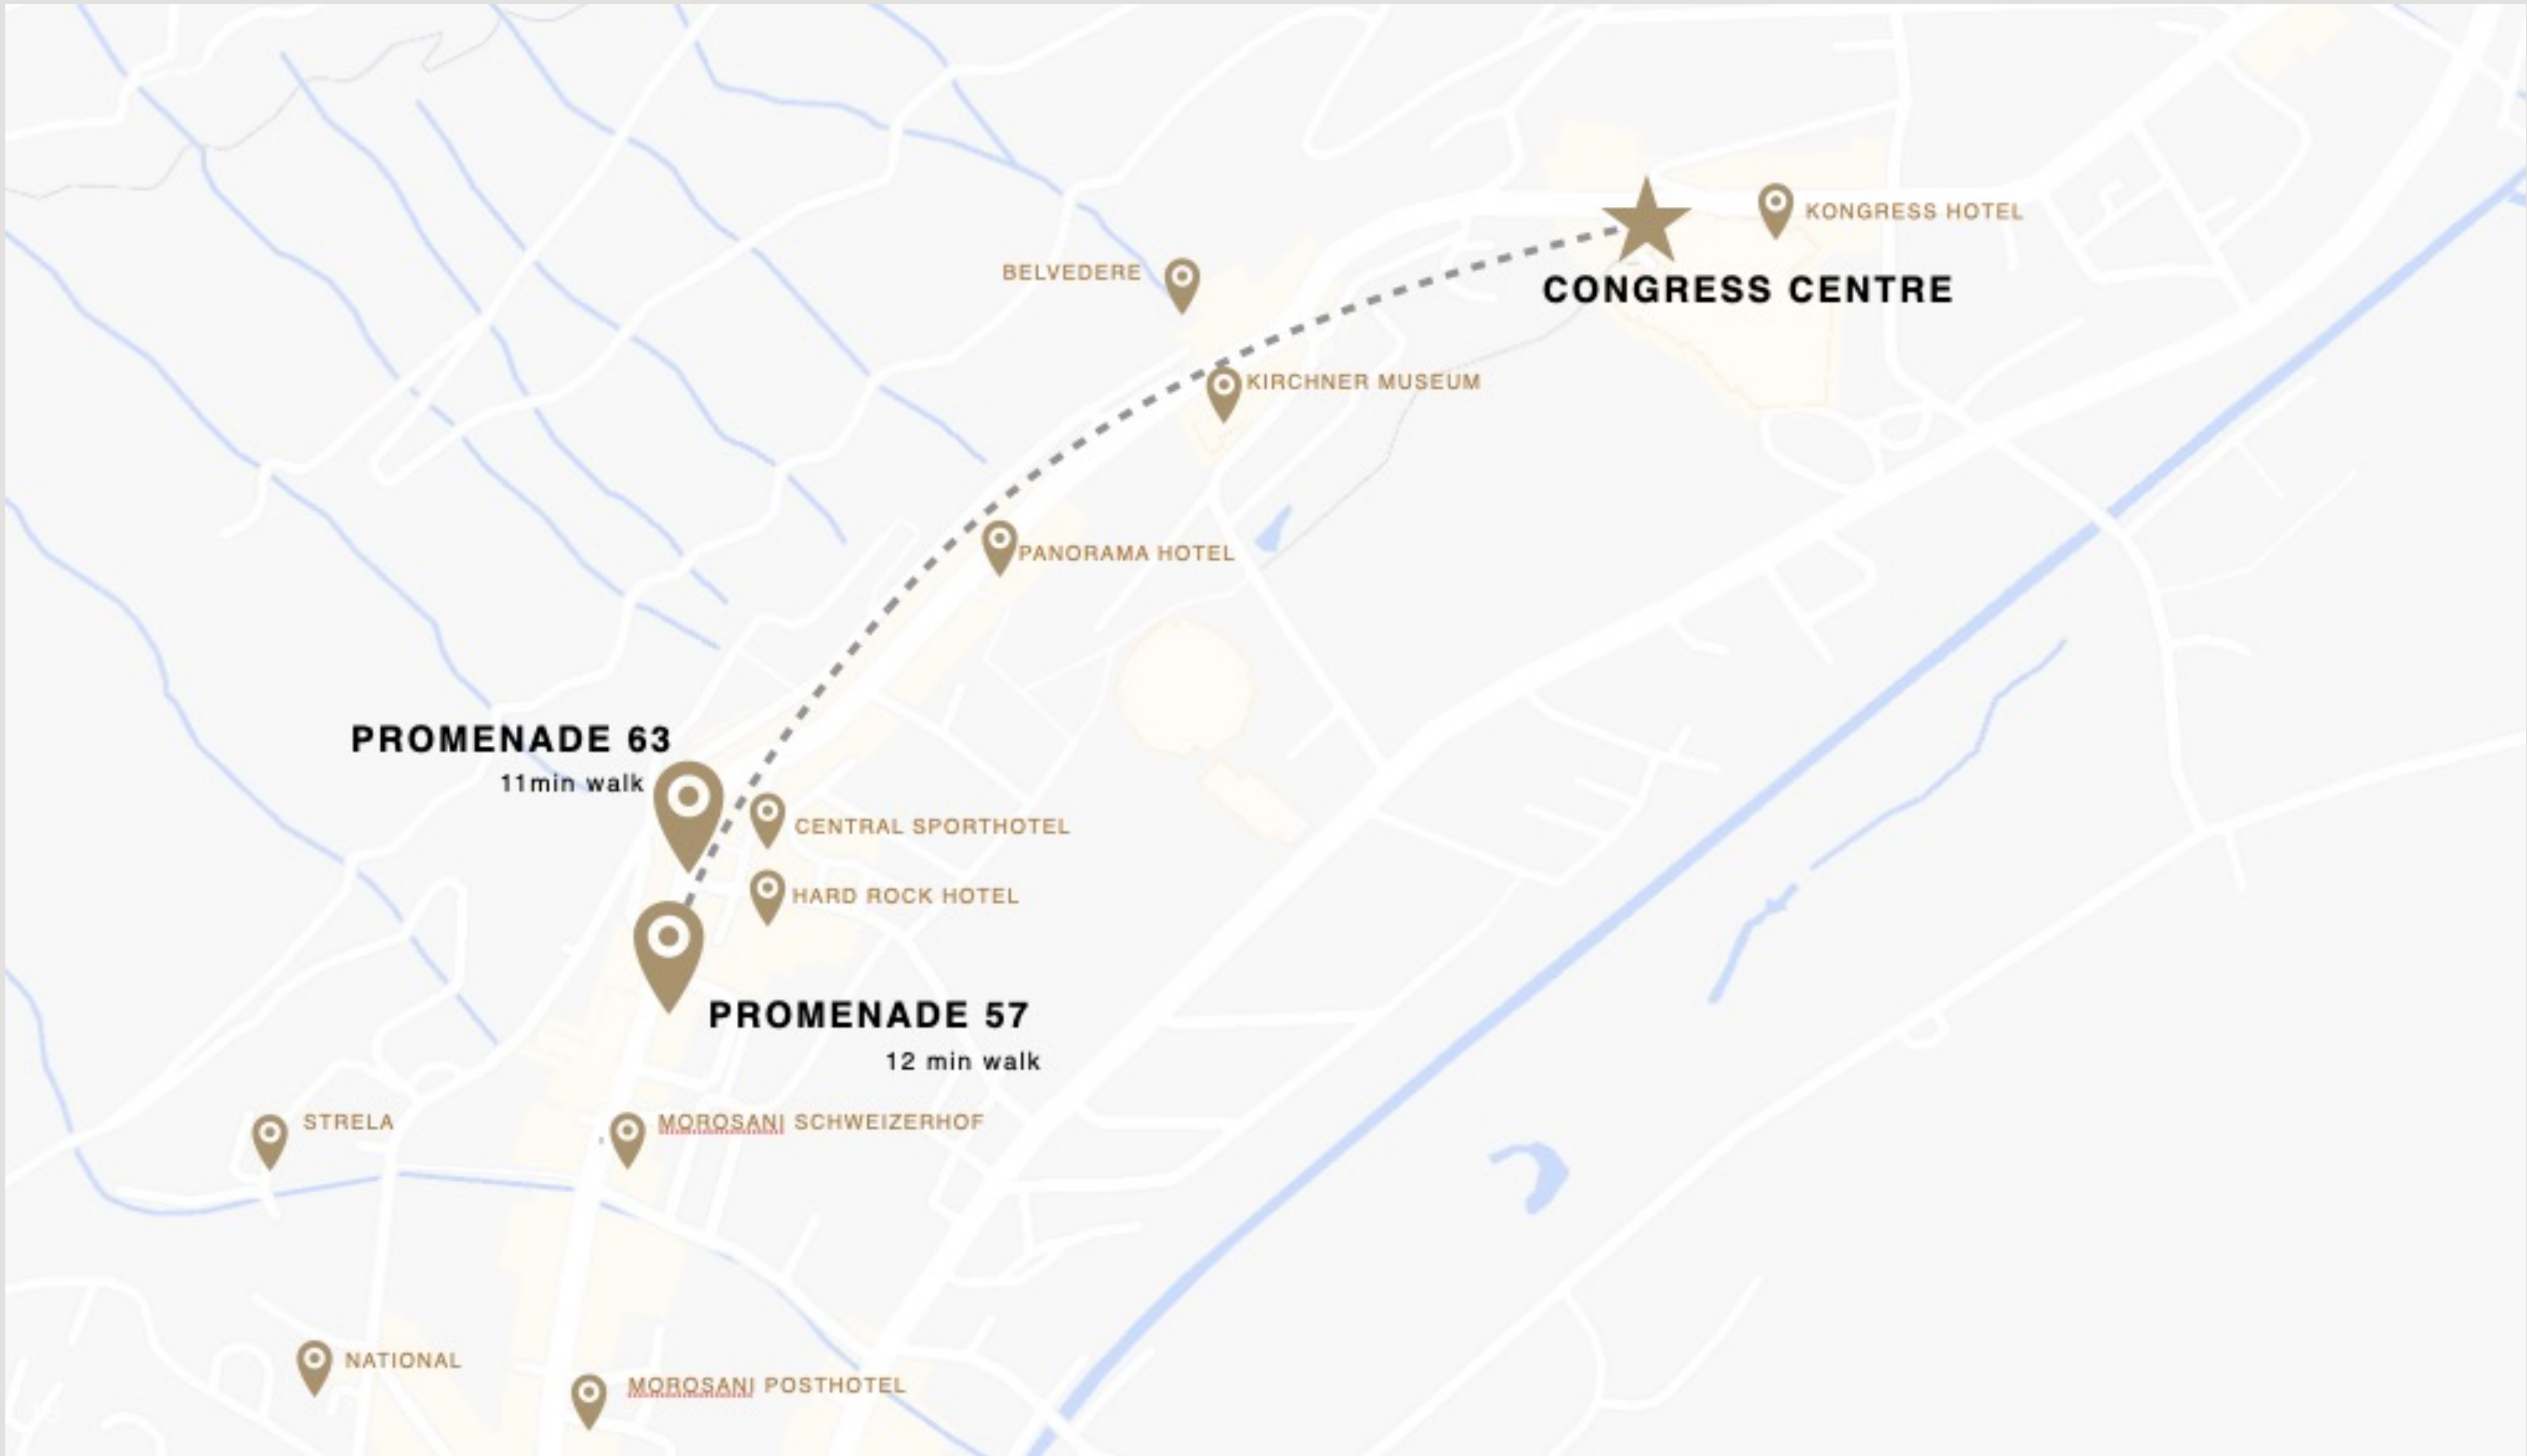 KONGRESS HOTEL
BELVEDERE
CONGRESS CENTRE
KIRCHNER MUSEUM
PANORAMA HOTEL
PROMENADE 63
11min walk
CENTRAL SPORTHOTEL
HARD ROCK HOTEL
PROMENADE 57
12 min walk
STRELA
MOROSANI SCHWEIZERHOF
NATIONAL
MOROSANI POSTHOTEL